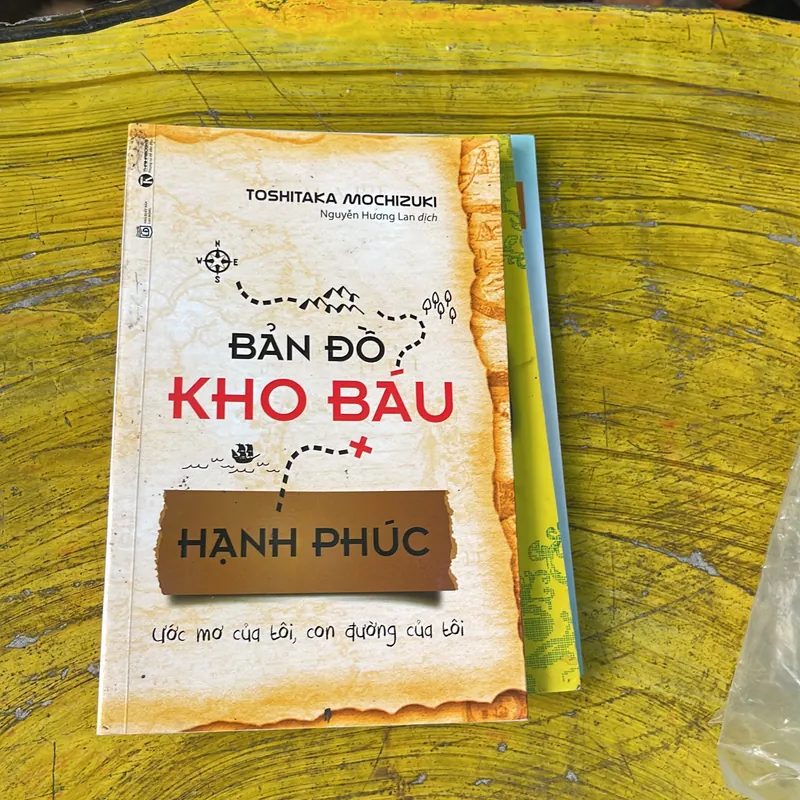 TOSHITAKA MOCHIZUKI
Nguyễn Hương Lan dịch
N
W E
S
BẢN ĐỒ
KHO BÁU
HẠNH PHÚC
Ước mơ của tôi, con đường của tôi